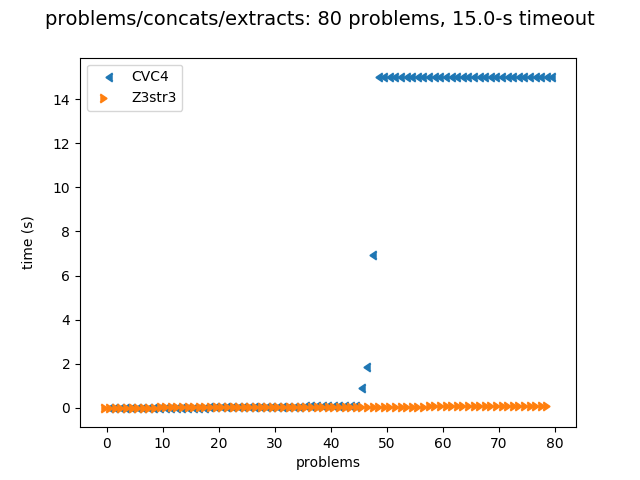 problems/concats/extracts: 80 problems, 15.0-s timeout
CVC4
Z3str3
14
12
10
8
6
4
2
0
time (s)
0 10 20 30 40 50 60 70 80
problems